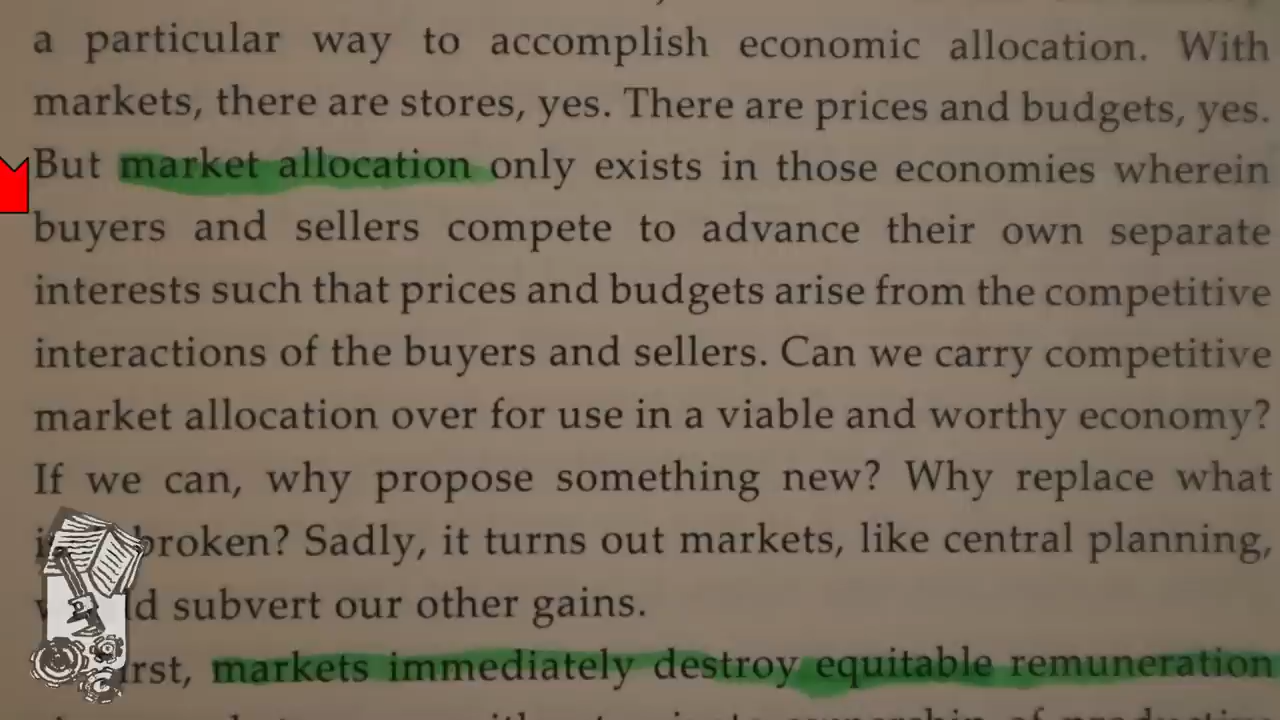 a particular way to accomplish economic allocation. With
markets, there are stores, yes. There are prices and budgets, yes.
But market allocation only exists in those economies wherein
buyers and sellers compete to advance their own separate
interests such that prices and budgets arise from the competitive
interactions of the buyers and sellers. Can we carry competitive
market allocation over for use in a viable and worthy economy?
If we can, why propose something new? Why replace what
broken? Sadly, it turns out markets, like central planning,
subvert our other gains.
markets immediately destroy equitable remuneration